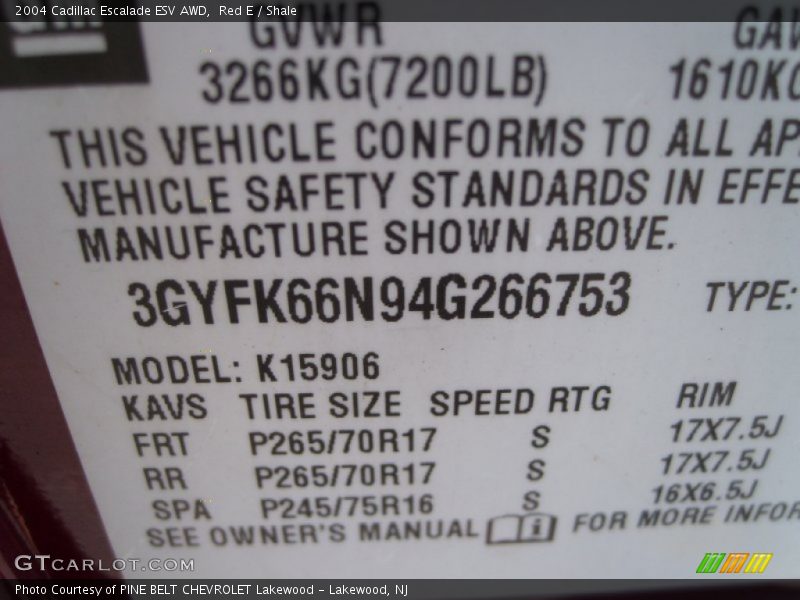 2004 Cadillac Escalade ESV AWD,  Red E / Shale
GVWR
3266KG(7200LB) 1610KG
THIS VEHICLE CONFORMS TO ALL AP
VEHICLE SAFETY STANDARDS IN EFFE
MANUFACTURE SHOWN ABOVE.
3GYFK66N94G266753 TYPE:
MODEL: K15906
KAVS TIRE SIZE SPEED RTG RIM
FRT P265/70R17 S 17X7.5J
RR P265/70R17 S 17X7.5J
SPA P245/75R16 S 16X6.5J
SEE OWNER'S MANUAL i FOR MORE INFOR
GTcarlot.com
Photo Courtesy of PINE BELT CHEVROLET Lakewood - Lakewood, NJ